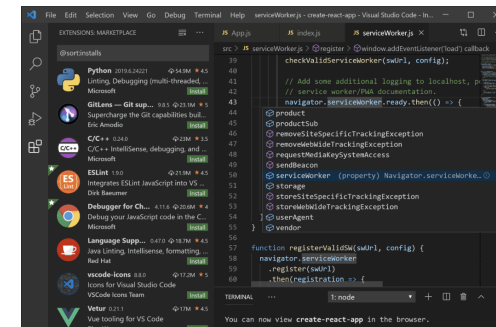 File Edit Selection View Go Debug Terminal Help serviceWorker.js - create-react-app - Visual Studio Code - In...
EXTENSIONS: MARKETPLACE
@sort:installs
Python 2019.6.24221 54.9M 4.5
Linting, Debugging (multi-threaded, ...
Microsoft Install
GitLens — Git sup... 9.8.5 23.1M 5
Supercharge the Git capabilities buil...
Eric Amodio Install
C/C++ 0.24.0 23M 3.5
C/C++ IntelliSense, debugging, and ...
Microsoft Install
ESLint 1.9.0 21.9M 4.5
Integrates ESLint JavaScript into VS ...
Dirk Baeumer Install
Debugger for Ch... 4.11.6 20.6M 4
Debug your JavaScript code in the C...
Microsoft Install
Language Supp... 0.47.0 18.7M 4.5
Java Linting, Intellisense, formatting, ...
Red Hat Install
vscode-icons 8.8.0 17.2M 5
Icons for Visual Studio Code
VSCode Icons Team Install
Vetur 0.21.1 17M 4.5
Vue tooling for VS Code
JS App.js JS index.js JS serviceWorker.js ×
src > JS serviceWorker.js > register > window.addEventListener('load') callback
39 checkValidServiceWorker(swUrl, config);
40
41 // Add some additional logging to localhost, p
42 // service worker/PWA documentation.
43 navigator.serviceWorker.ready.then(() => {
44 product
45 productSub
46 removeSiteSpecificTrackingException
47 removeWebWideTrackingException
48 requestMediaKeySystemAccess
49 sendBeacon
50 serviceWorker (property) Navigator.serviceWorke...
51 storage
52 storeSiteSpecificTrackingException
53 storeWebWideTrackingException
54 } userAgent
55 } vendor
56
57 function registerValidSW(swUrl, config) {
58 navigator.serviceWorker
59 .register(swUrl)
60 .then(registration => {
TERMINAL ... 1: node
You can now view create-react-app in the browser.